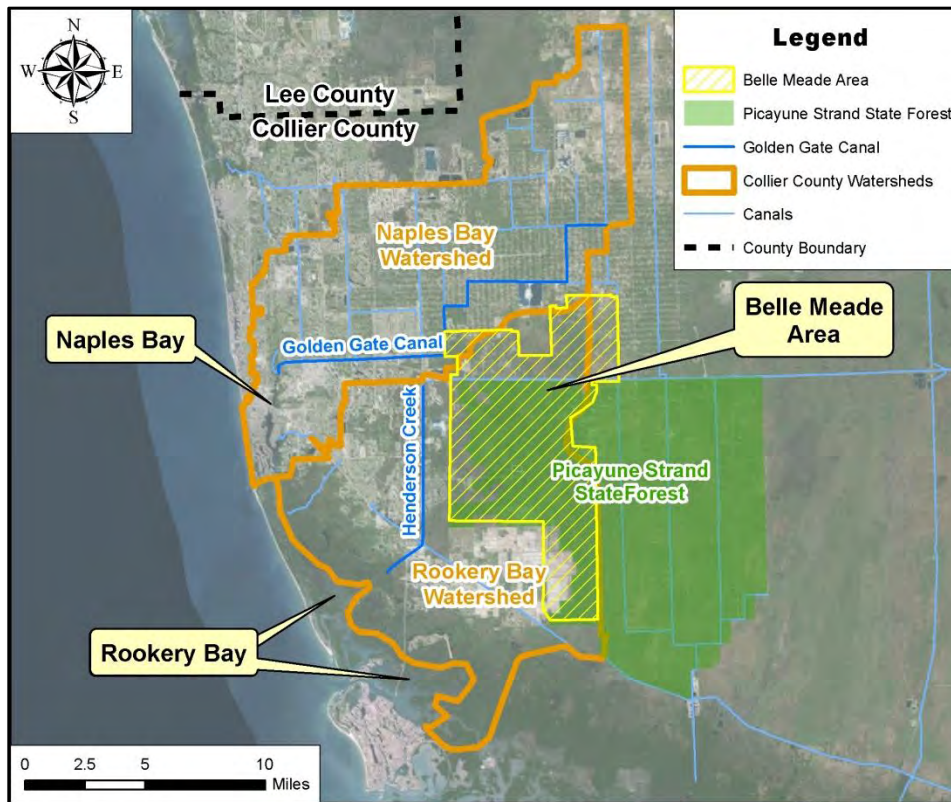 N
W E
S
Lee County
Collier County
Legend
Belle Meade Area
Picayune Strand State Forest
Golden Gate Canal
Collier County Watersheds
Canals
County Boundary
Naples Bay
Watershed
Belle Meade
Area
Naples Bay
Golden Gate Canal
Henderson Creek
Picayune Strand
StateForest
Rookery Bay
Watershed
Rookery Bay
0 2.5 5 10
Miles